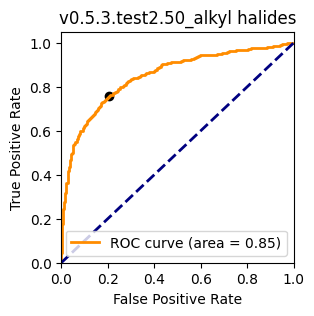 v0.5.3.test2.50_alkyl halides
True Positive Rate
1.0
0.8
0.6
0.4
0.2
0.0
ROC curve (area = 0.85)
0.0 0.2 0.4 0.6 0.8 1.0
False Positive Rate